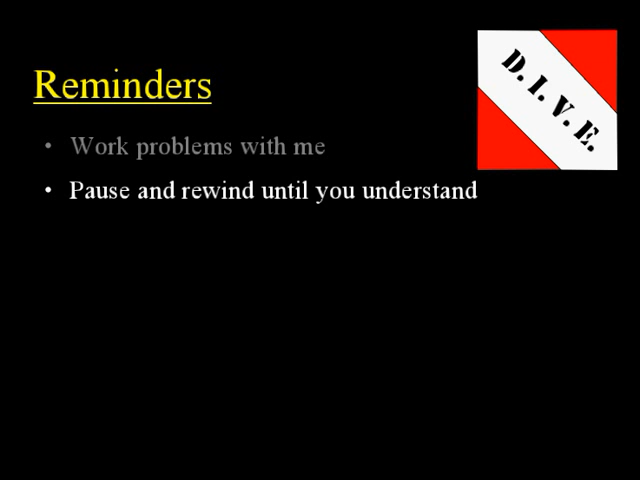 Reminders
D.I.V.E.
• Work problems with me
• Pause and rewind until you understand